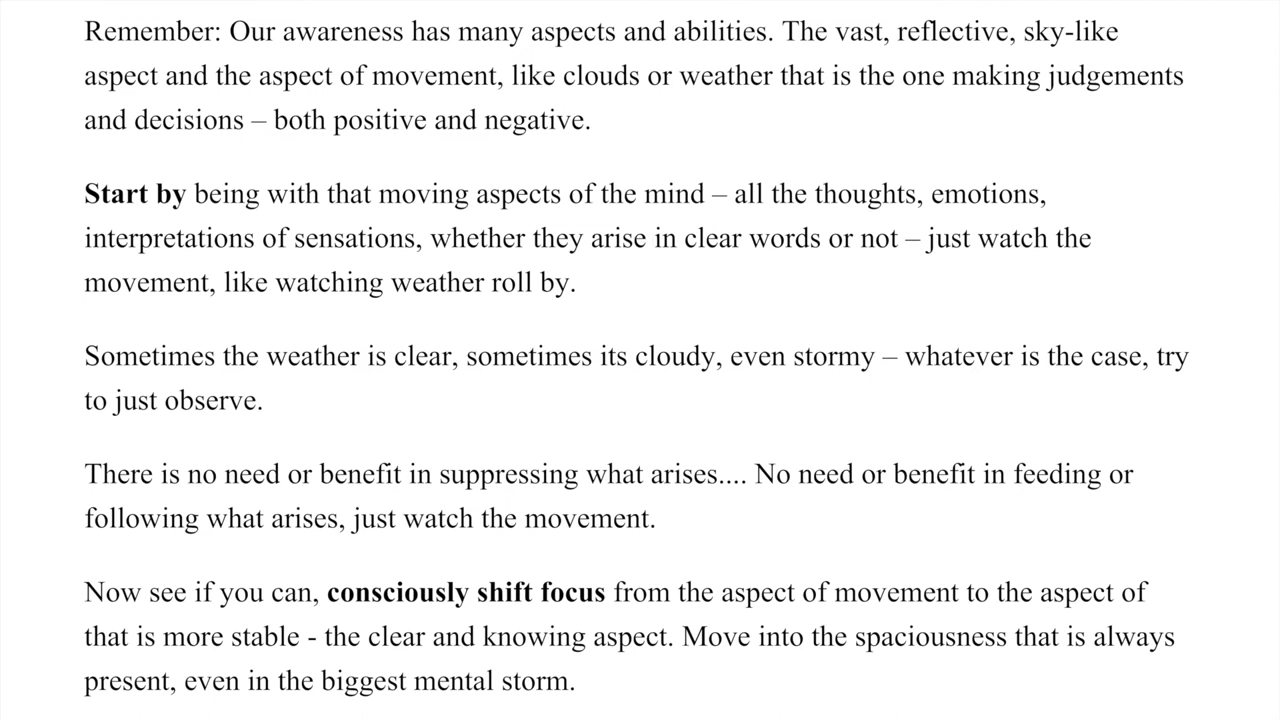 Remember: Our awareness has many aspects and abilities. The vast, reflective, sky-like
aspect and the aspect of movement, like clouds or weather that is the one making judgements
and decisions – both positive and negative.
Start by being with that moving aspects of the mind – all the thoughts, emotions,
interpretations of sensations, whether they arise in clear words or not – just watch the
movement, like watching weather roll by.
Sometimes the weather is clear, sometimes its cloudy, even stormy – whatever is the case, try
to just observe.
There is no need or benefit in suppressing what arises.... No need or benefit in feeding or
following what arises, just watch the movement.
Now see if you can, consciously shift focus from the aspect of movement to the aspect of
that is more stable - the clear and knowing aspect. Move into the spaciousness that is always
present, even in the biggest mental storm.